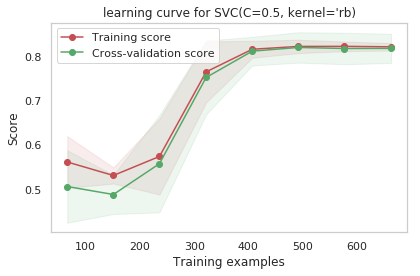 learning curve for SVC(C=0.5, kernel='rb)
Training score
Cross-validation score
Score
0.8
0.7
0.6
0.5
100 200 300 400 500 600
Training examples